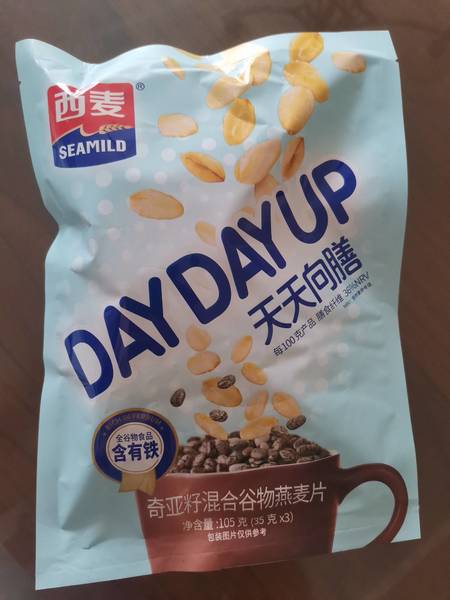 西麦®
SEAMILD
DAY DAY UP
天天向膳
每100克产品 膳食纤维 36%NRV
全谷物食品
含有铁
奇亚籽混合谷物燕麦片
净含量:105克 (35克x3)
包装图片仅供参考